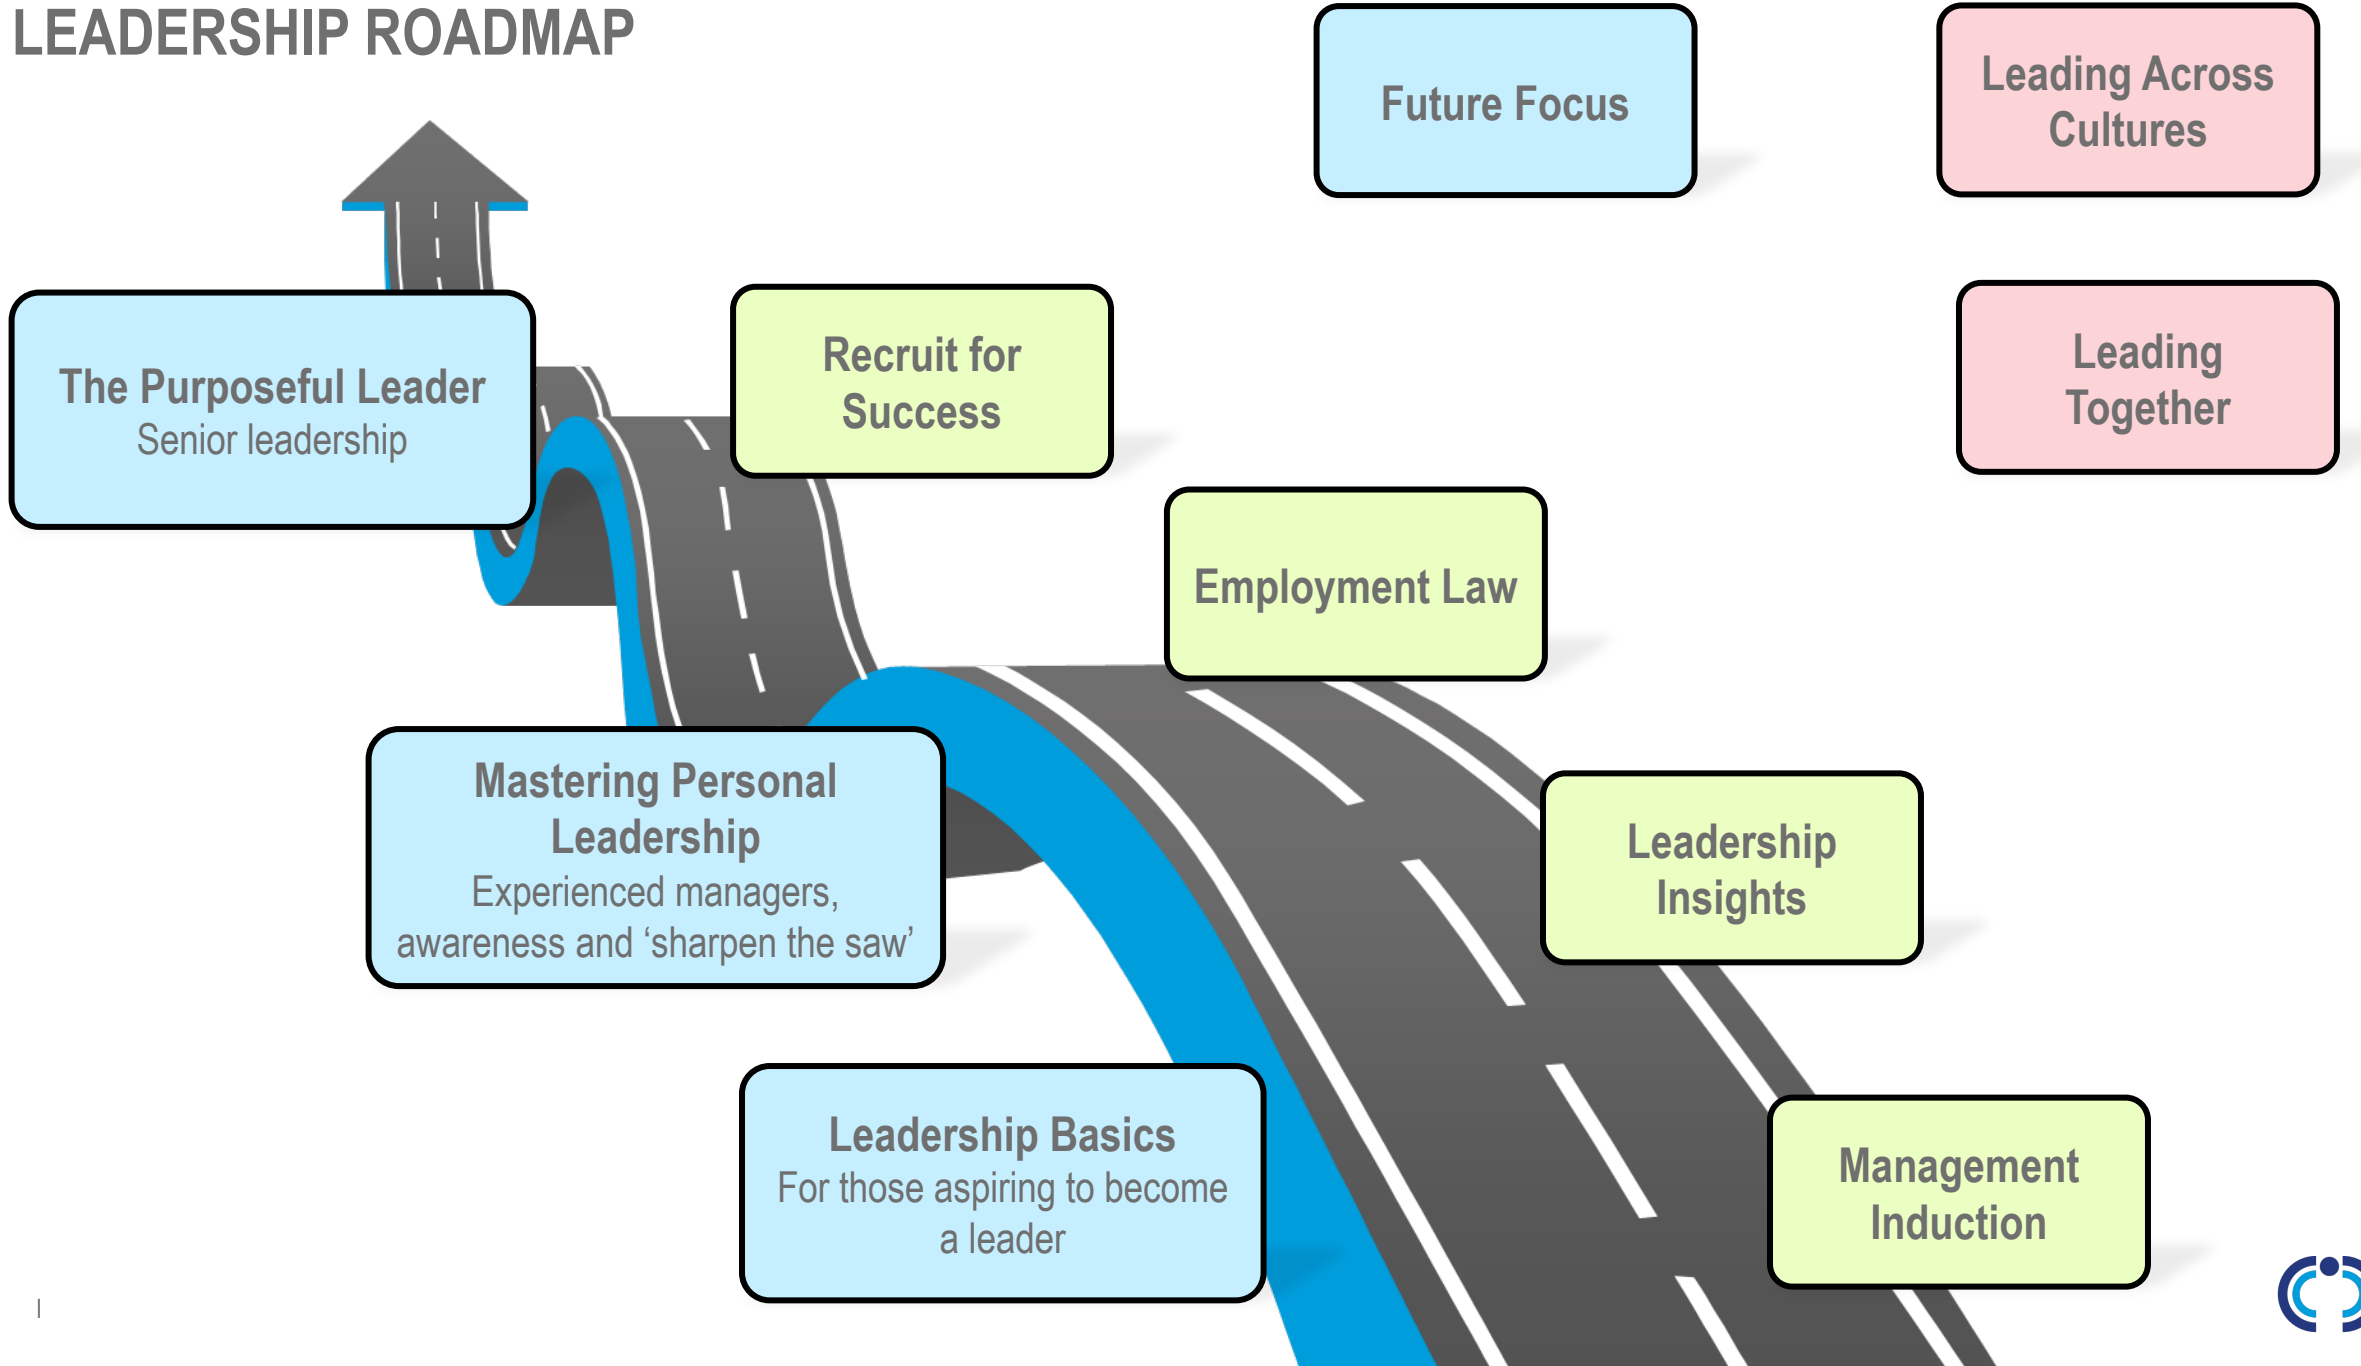 LEADERSHIP ROADMAP
Future Focus
Leading Across
Cultures
The Purposeful Leader
Senior leadership
Recruit for
Success
Leading
Together
Employment Law
Mastering Personal
Leadership
Experienced managers,
awareness and ‘sharpen the saw’
Leadership
Insights
Leadership Basics
For those aspiring to become
a leader
Management
Induction
|